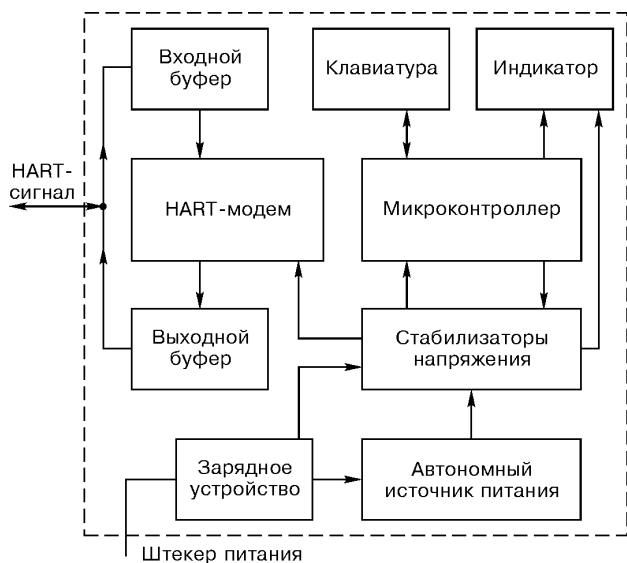 Входной
буфер
Клавиатура
Индикатор
HART-
сигнал
HART-модем
Микроконтроллер
Выходной
буфер
Стабилизаторы
напряжения
Зарядное
устройство
Автономный
источник питания
Штекер питания